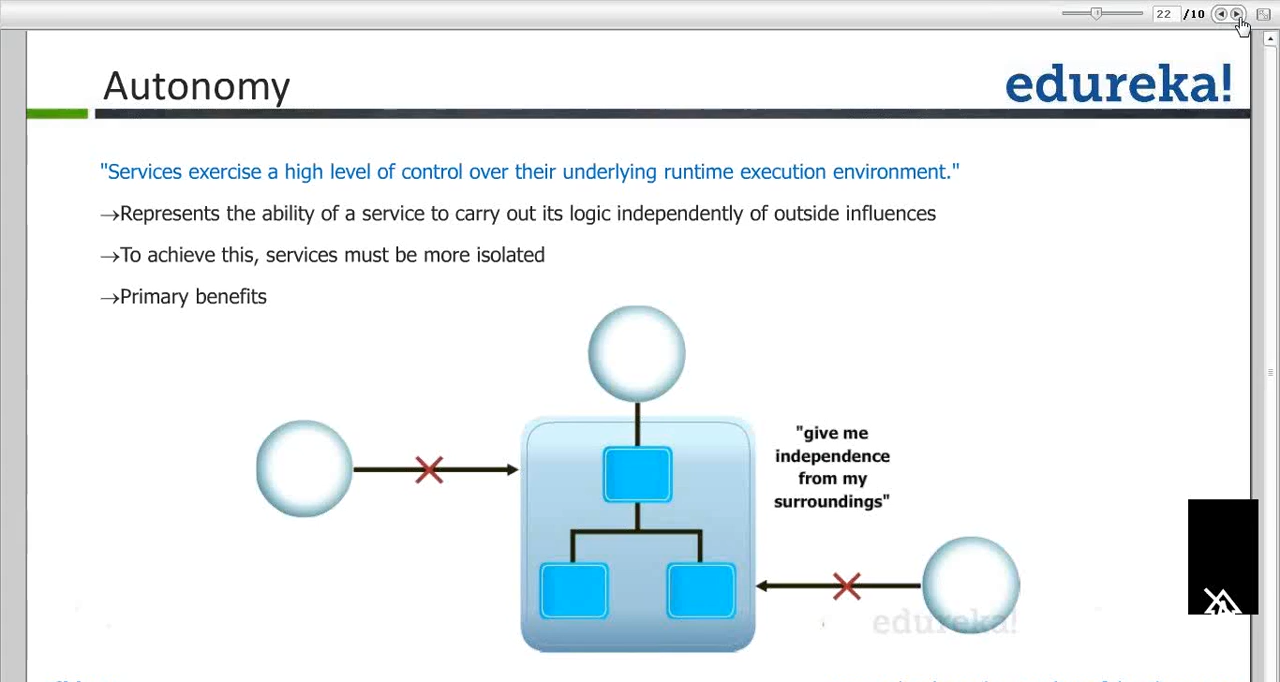 22 /10
Autonomy
edureka!
"Services exercise a high level of control over their underlying runtime execution environment."
→Represents the ability of a service to carry out its logic independently of outside influences
→To achieve this, services must be more isolated
→Primary benefits
"give me
independence
from my
surroundings"
edureka!